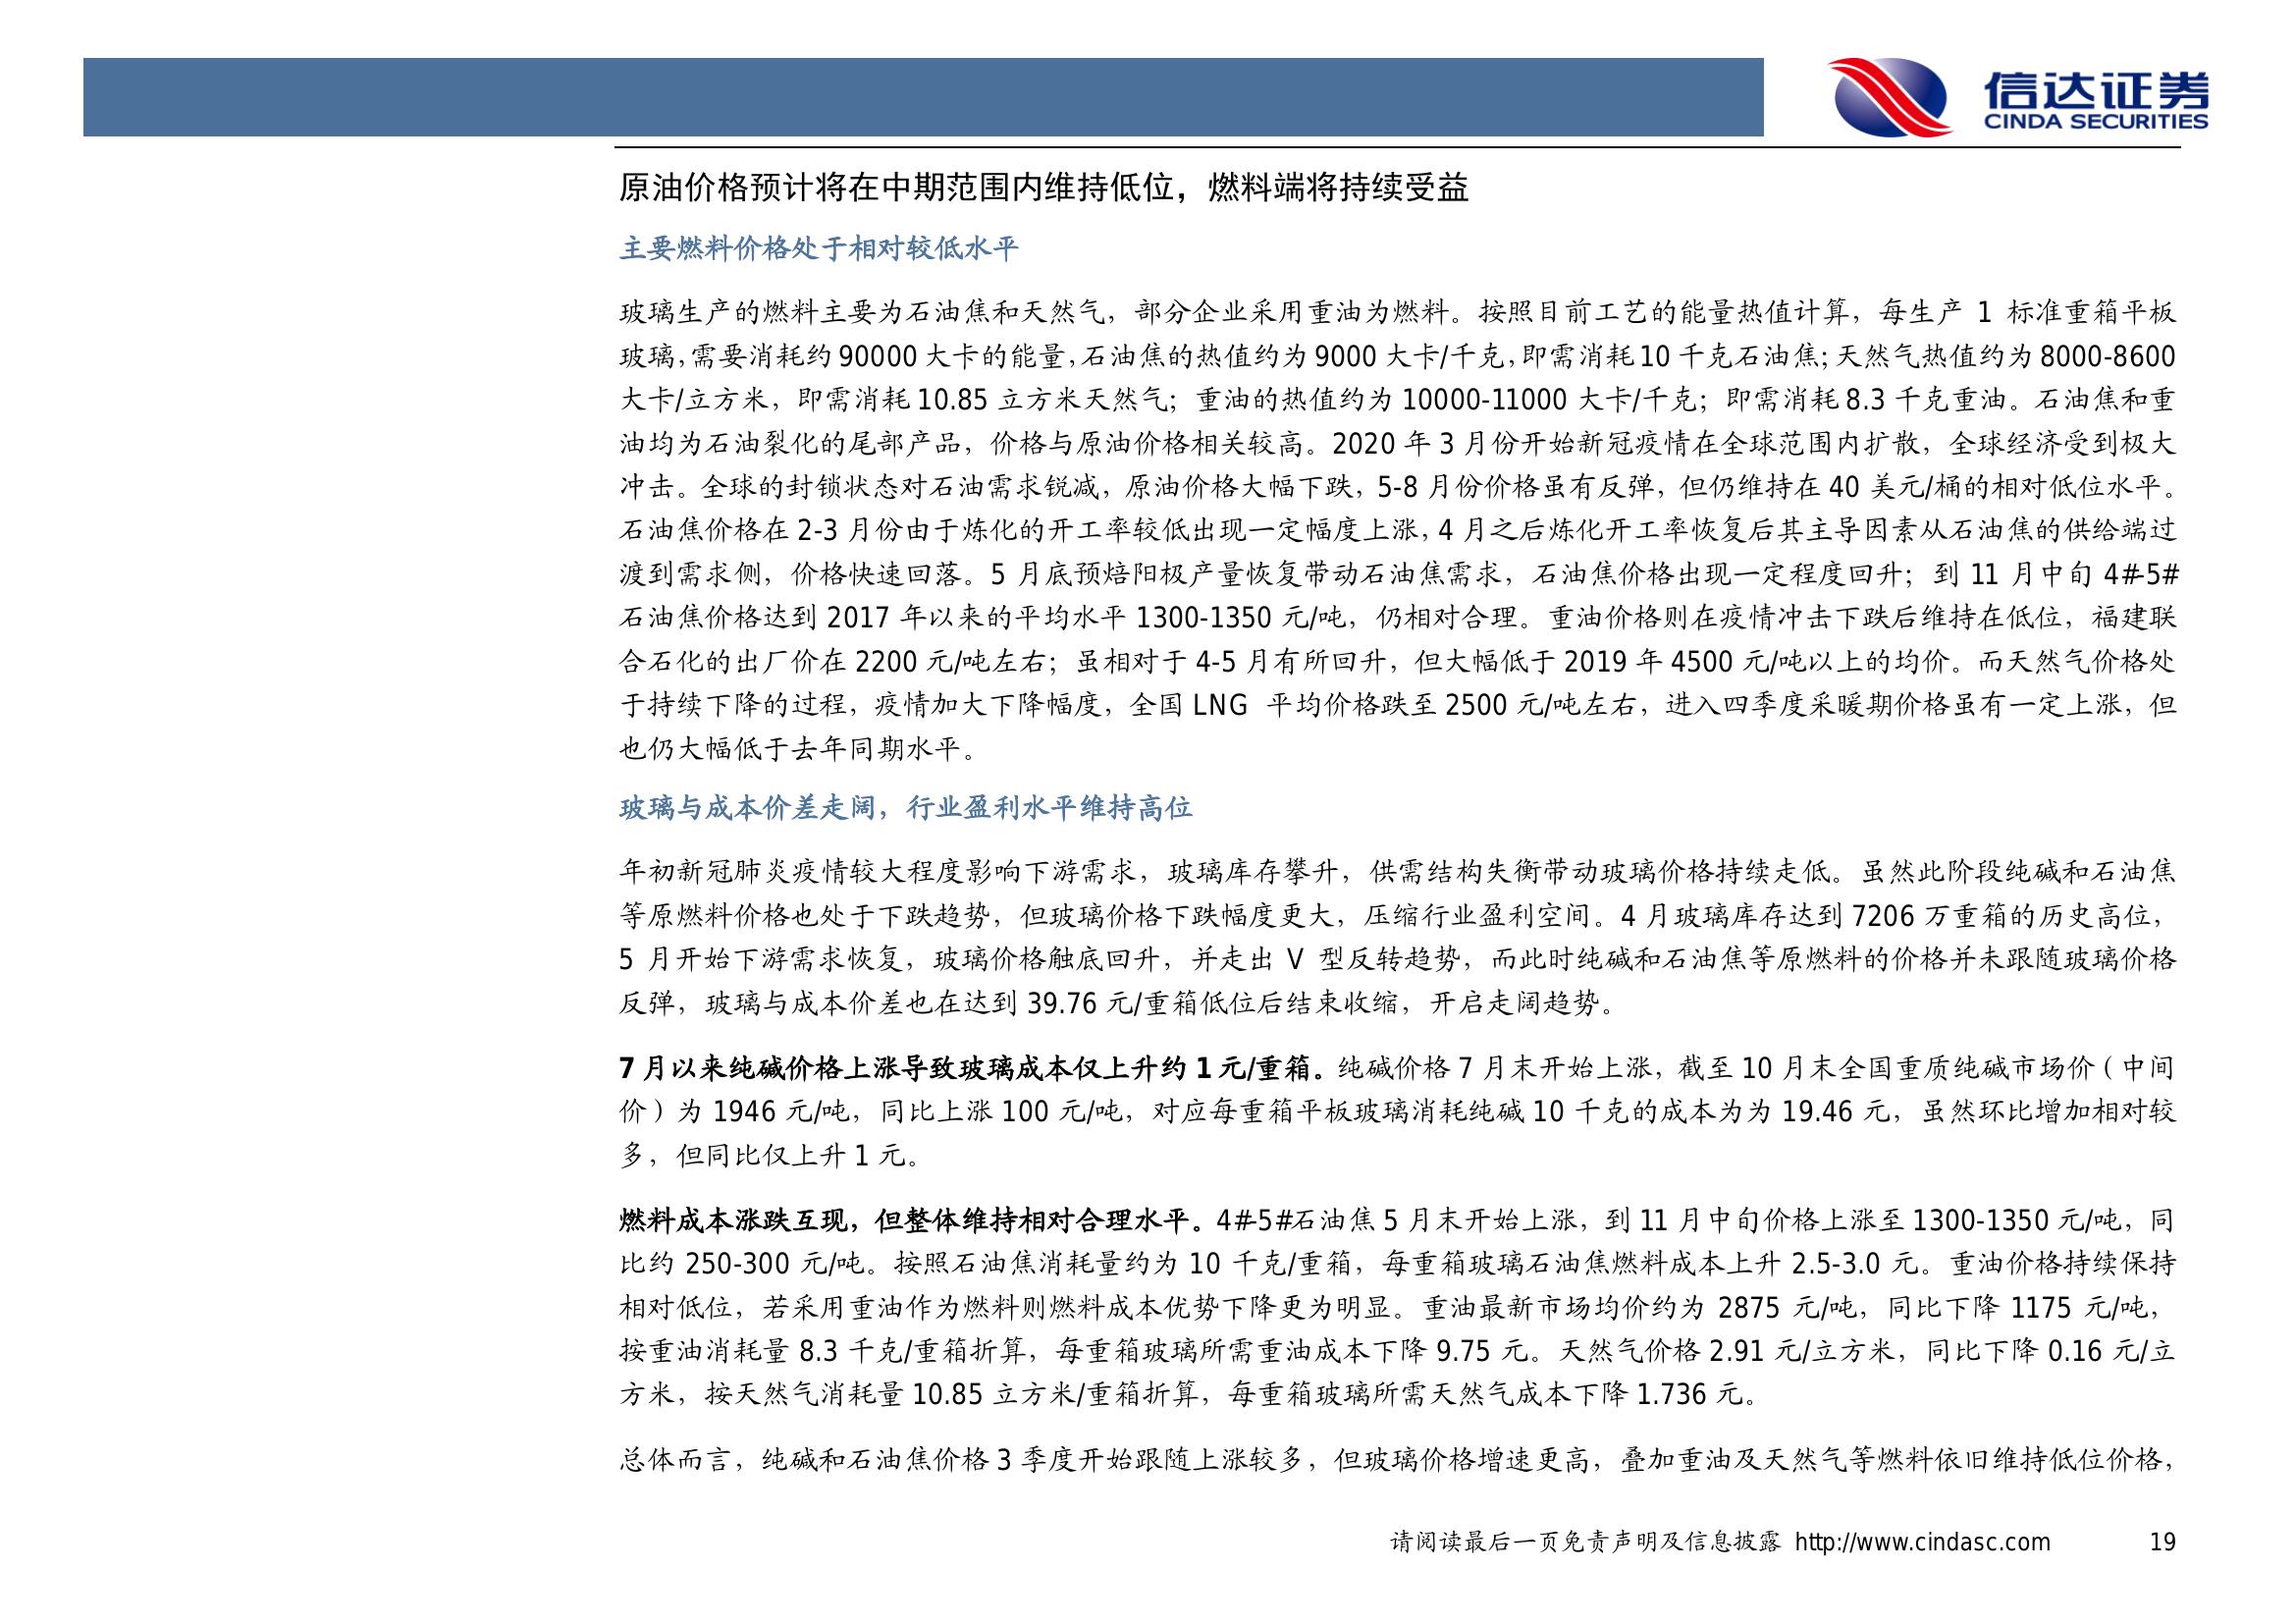 信达证券
CINDA SECURITIES
原油价格预计将在中期范围内维持低位，燃料端将持续受益
主要燃料价格处于相对较低水平
玻璃生产的燃料主要为石油焦和天然气，部分企业采用重油为燃料。按照目前工艺的能量热值计算，每生产 1 标准重箱平板
玻璃，需要消耗约 90000 大卡的能量，石油焦的热值约为 9000 大卡/千克，即需消耗 10 千克石油焦；天然气热值约为 8000-8600
大卡/立方米，即需消耗 10.85 立方米天然气；重油的热值约为 10000-11000 大卡/千克；即需消耗 8.3 千克重油。石油焦和重
油均为石油裂化的尾部产品，价格与原油价格相关较高。2020 年 3 月份开始新冠疫情在全球范围内扩散，全球经济受到极大
冲击。全球的封锁状态对石油需求锐减，原油价格大幅下跌，5-8 月份价格虽有反弹，但仍维持在 40 美元/桶的相对低位水平。
石油焦价格在 2-3 月份由于炼化的开工率较低出现一定幅度上涨，4 月之后炼化开工率恢复后其主导因素从石油焦的供给端过
渡到需求侧，价格快速回落。5 月底预焙阳极产量恢复带动石油焦需求，石油焦价格出现一定程度回升；到 11 月中旬 4#-5#
石油焦价格达到 2017 年以来的平均水平 1300-1350 元/吨，仍相对合理。重油价格则在疫情冲击下跌后维持在低位，福建联
合石化的出厂价在 2200 元/吨左右；虽相对于 4-5 月有所回升，但大幅低于 2019 年 4500 元/吨以上的均价。而天然气价格处
于持续下降的过程，疫情加大下降幅度，全国 LNG 平均价格跌至 2500 元/吨左右，进入四季度采暖期价格虽有一定上涨，但
也仍大幅低于去年同期水平。
玻璃与成本价差走阔，行业盈利水平维持高位
年初新冠肺炎疫情较大程度影响下游需求，玻璃库存攀升，供需结构失衡带动玻璃价格持续走低。虽然此阶段纯碱和石油焦
等原燃料价格也处于下跌趋势，但玻璃价格下跌幅度更大，压缩行业盈利空间。4 月玻璃库存达到 7206 万重箱的历史高位，
5 月开始下游需求恢复，玻璃价格触底回升，并走出 V 型反转趋势，而此时纯碱和石油焦等原燃料的价格并未跟随玻璃价格
反弹，玻璃与成本价差也在达到 39.76 元/重箱低位后结束收缩，开启走阔趋势。
7 月以来纯碱价格上涨导致玻璃成本仅上升约 1 元/重箱。纯碱价格 7 月末开始上涨，截至 10 月末全国重质纯碱市场价（中间
价）为 1946 元/吨，同比上涨 100 元/吨，对应每重箱平板玻璃消耗纯碱 10 千克的成本为为 19.46 元，虽然环比增加相对较
多，但同比仅上升 1 元。
燃料成本涨跌互现，但整体维持相对合理水平。4#-5#石油焦 5 月末开始上涨，到 11 月中旬价格上涨至 1300-1350 元/吨，同
比约 250-300 元/吨。按照石油焦消耗量约为 10 千克/重箱，每重箱玻璃石油焦燃料成本上升 2.5-3.0 元。重油价格持续保持
相对低位，若采用重油作为燃料则燃料成本优势下降更为明显。重油最新市场均价约为 2875 元/吨，同比下降 1175 元/吨，
按重油消耗量 8.3 千克/重箱折算，每重箱玻璃所需重油成本下降 9.75 元。天然气价格 2.91 元/立方米，同比下降 0.16 元/立
方米，按天然气消耗量 10.85 立方米/重箱折算，每重箱玻璃所需天然气成本下降 1.736 元。
总体而言，纯碱和石油焦价格 3 季度开始跟随上涨较多，但玻璃价格增速更高，叠加重油及天然气等燃料依旧维持低位价格，
请阅读最后一页免责声明及信息披露 http://www.cindasc.com 19